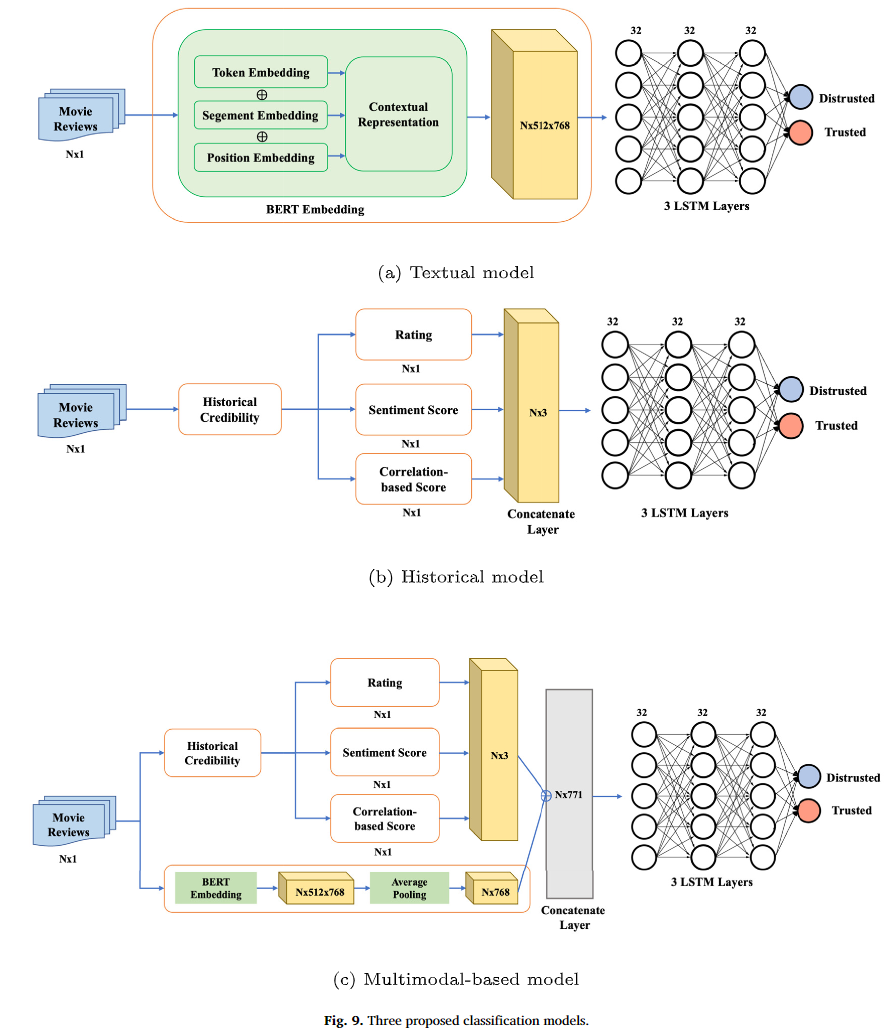 32 32 32
Token Embedding
⊕
Segement Embedding
⊕
Position Embedding
Contextual
Representation
Movie
Reviews
Nx1
BERT Embedding
Nx512x768
Distrusted
Trusted
3 LSTM Layers
(a) Textual model
Movie
Reviews
Nx1
Historical
Credibility
Rating
Nx1
Sentiment Score
Nx1
Correlation-
based Score
Nx1
Nx3
Concatenate
Layer
32 32 32
Distrusted
Trusted
3 LSTM Layers
(b) Historical model
Movie
Reviews
Nx1
Historical
Credibility
Rating
Nx1
Sentiment Score
Nx1
Correlation-
based Score
Nx1
Nx3
BERT
Embedding
Nx512x768
Average
Pooling
Nx768
⊕
Nx771
Concatenate
Layer
32 32 32
Distrusted
Trusted
3 LSTM Layers
(c) Multimodal-based model
Fig. 9. Three proposed classification models.